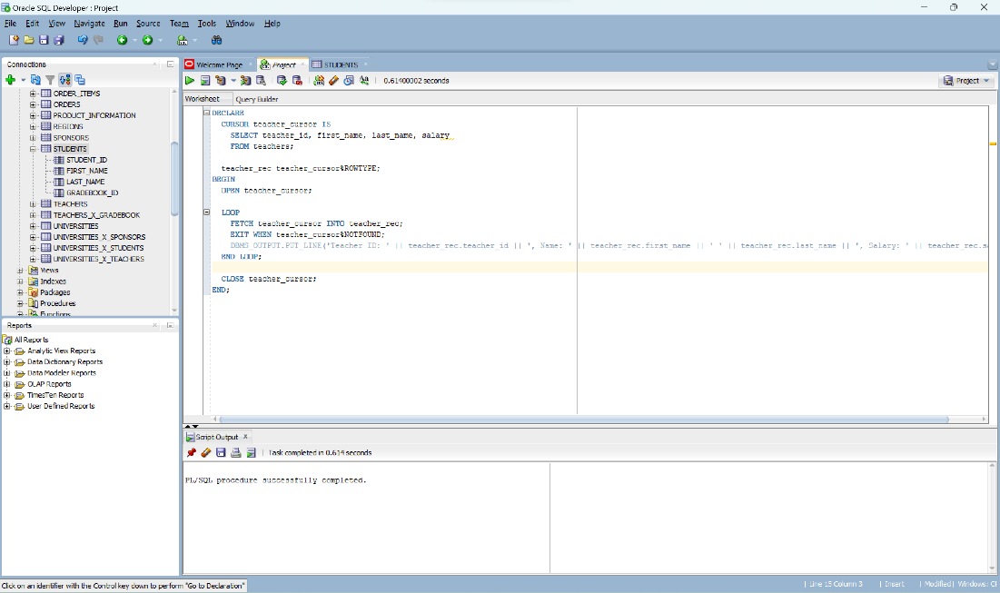 Oracle SQL Developer : Project
File Edit View Navigate Run Source Team Tools Window Help
Connections
Welcome Page
Project
STUDENTS
0.61400002 seconds
Project
Worksheet Query Builder
ORDER_ITEMS
ORDERS
PRODUCT_INFORMATION
REGIONS
SPONSORS
STUDENTS
STUDENT_ID
FIRST_NAME
LAST_NAME
GRADEBOOK_ID
TEACHERS
TEACHERS_X_GRADEBOOK
UNIVERSITIES
UNIVERSITIES_X_SPONSORS
UNIVERSITIES_X_STUDENTS
UNIVERSITIES_X_TEACHERS
Views
Indexes
Packages
Procedures
Functions
DECLARE
CURSOR teacher_cursor IS
SELECT teacher_id, first_name, last_name, salary
FROM teachers;
teacher_rec teacher_cursor%ROWTYPE;
BEGIN
OPEN teacher_cursor;
LOOP
FETCH teacher_cursor INTO teacher_rec;
EXIT WHEN teacher_cursor%NOTFOUND;
DBMS_OUTPUT.PUT_LINE('Teacher ID: ' || teacher_rec.teacher_id || ', Name: ' || teacher_rec.first_name || ' ' || teacher_rec.last_name || ', Salary: ' || teacher_rec.s
END LOOP;
CLOSE teacher_cursor;
END;
Reports
All Reports
Analytic View Reports
Data Dictionary Reports
Data Modeler Reports
OLAP Reports
TimesTen Reports
User Defined Reports
Script Output
Task completed in 0.614 seconds
PL/SQL procedure successfully completed.
Click on an identifier with the Control key down to perform "Go to Declaration"
Line 15 Column 3 | Insert | Modified | Windows: C